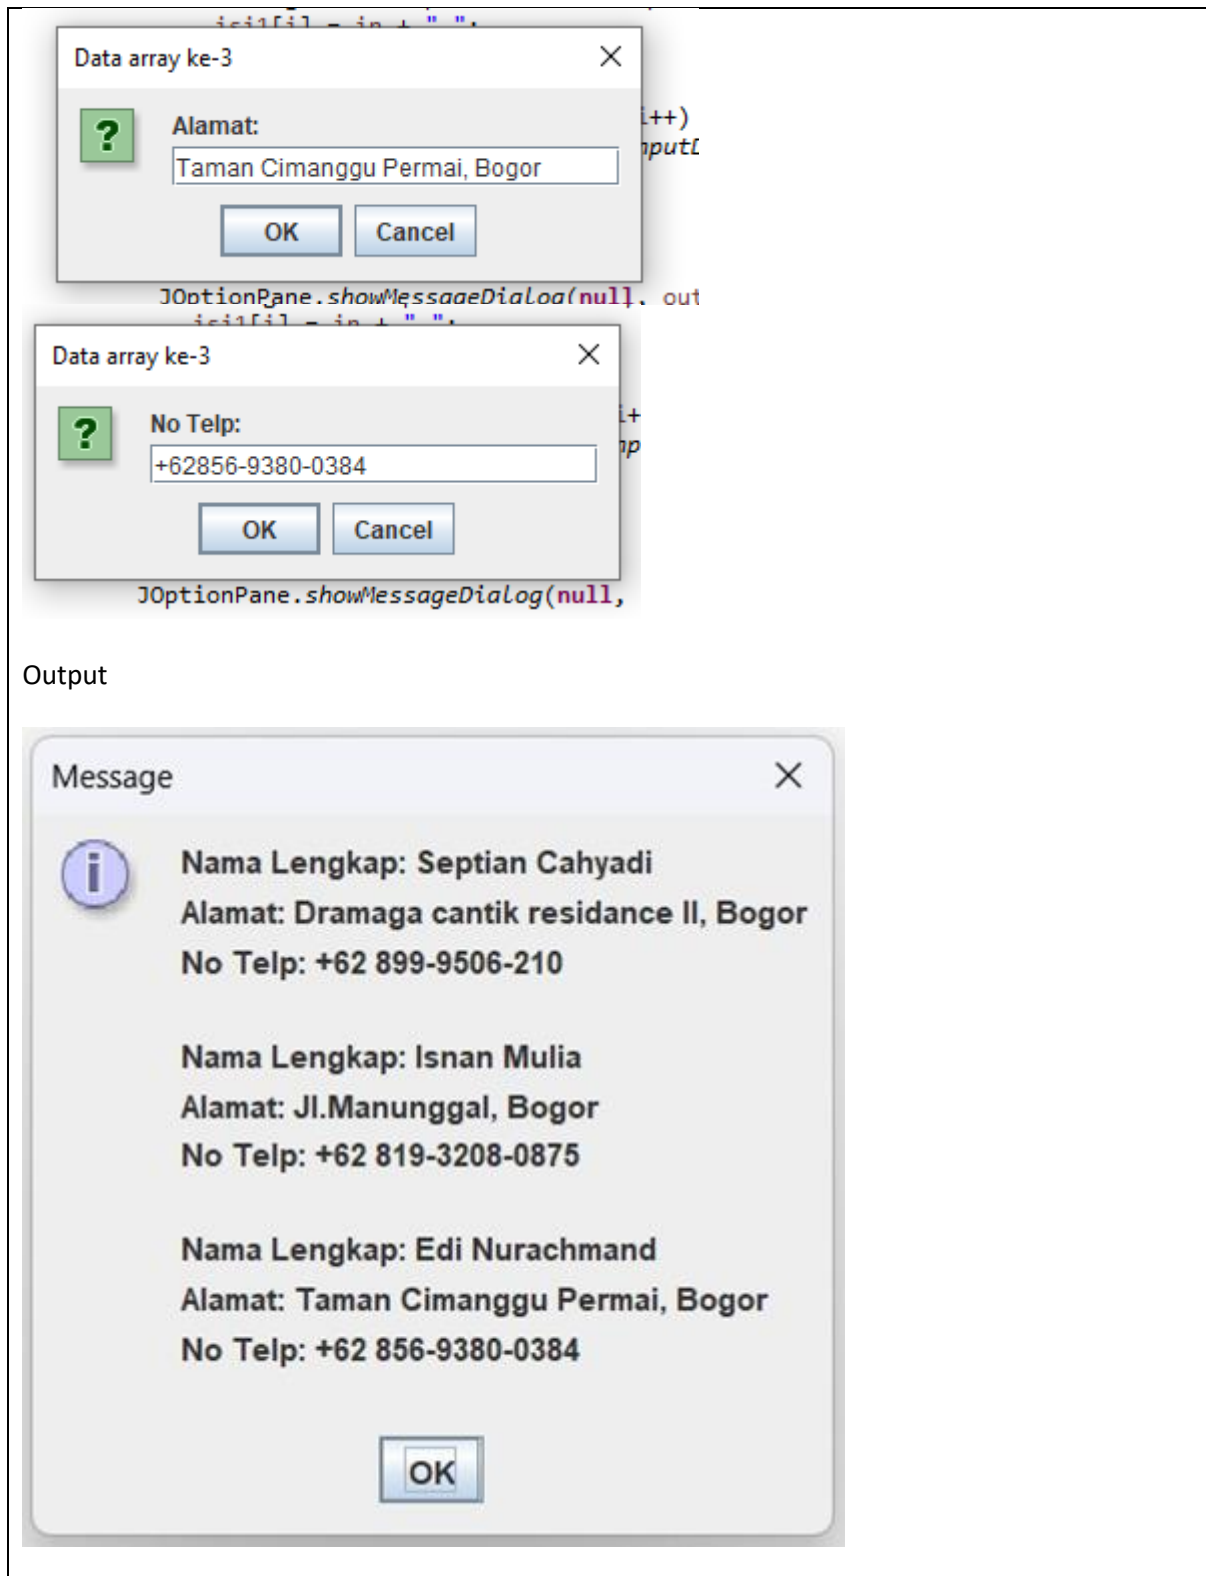 isi1[i] = in + " ";
Data array ke-3
Alamat:
i++)
Taman Cimanggu Permai, Bogor
OK Cancel
JOptionPane.showMessageDialog(null, out
isi1[i] = in + " ";
Data array ke-3
No Telp:
+62856-9380-0384
OK Cancel
JOptionPane.showMessageDialog(null,
Output
Message
Nama Lengkap: Septian Cahyadi
Alamat: Dramaga cantik residance II, Bogor
No Telp: +62 899-9506-210
Nama Lengkap: Isnan Mulia
Alamat: Jl.Manunggal, Bogor
No Telp: +62 819-3208-0875
Nama Lengkap: Edi Nurachmand
Alamat: Taman Cimanggu Permai, Bogor
No Telp: +62 856-9380-0384
OK